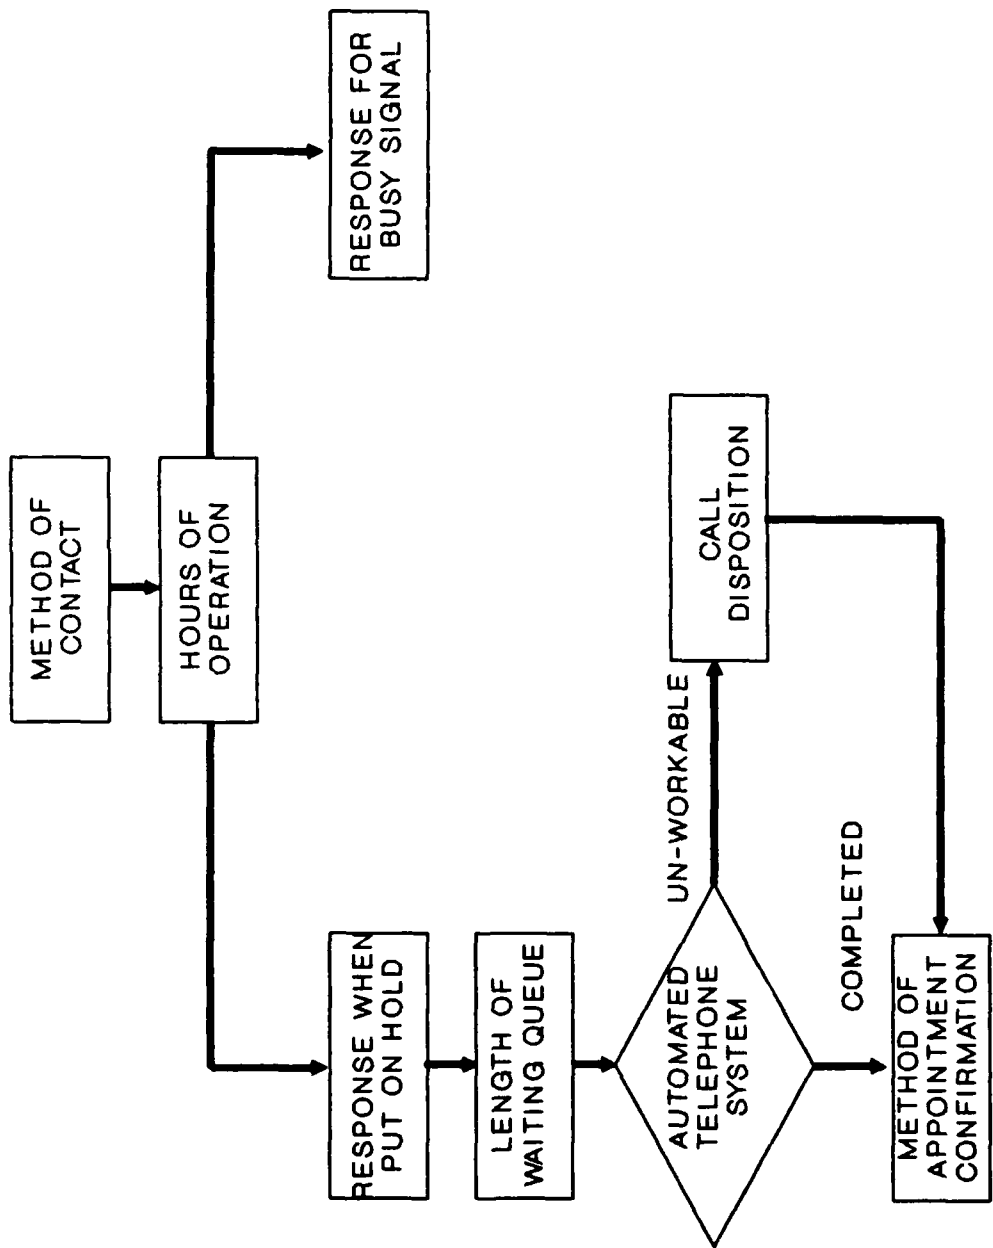 METHOD OF
CONTACT
HOURS OF
OPERATION
RESPONSE WHEN
PUT ON HOLD
RESPONSE FOR
BUSY SIGNAL
LENGTH OF
WAITING QUEUE
AUTOMATED
TELEPHONE
SYSTEM
UN-WORKABLE
CALL
DISPOSITION
COMPLETED
METHOD OF
APPOINTMENT
CONFIRMATION